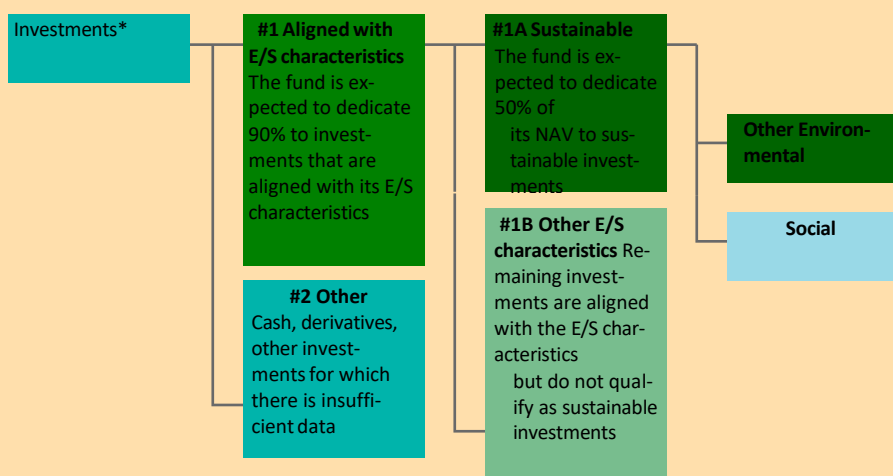 Investments*
#1 Aligned with
E/S characteristics
The fund is ex-
pected to dedicate
90% to invest-
ments that are
aligned with its E/S
characteristics
#2 Other
Cash, derivatives,
other invest-
ments for which
there is insuffi-
cient data
#1A Sustainable
The fund is ex-
pected to dedicate
50% of
its NAV to sus-
tainable invest-
ments
#1B Other E/S
characteristics Re-
maining invest-
ments are aligned
with the E/S char-
acteristics
but do not qual-
ify as sustainable
investments
Other Environ-
mental
Social